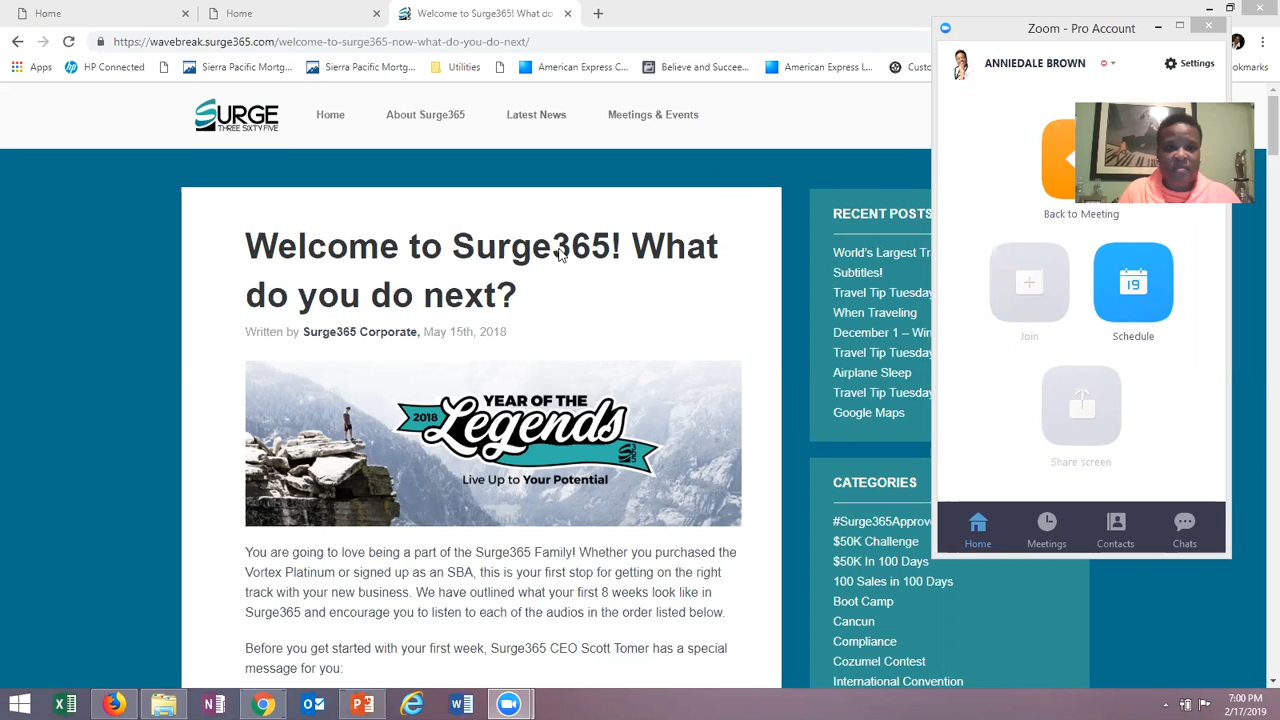 Home
Home
Welcome to Surge365! What do
https://wavebreak.surge365.com/welcome-to-surge365-now-what-do-you-do-next/
Apps
HP Connected
Sierra Pacific Mortg...
Sierra Pacific Mortg...
Utilities
American Express C...
Believe and Succee...
American Express L...
Custo
bookmarks
Zoom - Pro Account
ANNIEDALE BROWN
Settings
SURGE
THREE SIXTY FIVE
Home
About Surge365
Latest News
Meetings & Events
Back to Meeting
Join
Schedule
19
Share screen
Home
Meetings
Contacts
Chats
Welcome to Surge365! What
do you do next?
Written by Surge365 Corporate, May 15th, 2018
2018
YEAR OF THE
Legends
Live Up to Your Potential
You are going to love being a part of the Surge365 Family! Whether you purchased the
Vortex Platinum or signed up as an SBA, this is your first stop for getting on the right
track with your new business. We have outlined what your first 8 weeks look like in
Surge365 and encourage you to listen to each of the audios in the order listed below.
Before you get started with your first week, Surge365 CEO Scott Tomer has a special
message for you:
RECENT POSTS
World's Largest Tr
Subtitles!
Travel Tip Tuesday
When Traveling
December 1 – Win
Travel Tip Tuesday
Airplane Sleep
Travel Tip Tuesday
Google Maps
CATEGORIES
#Surge365Approve
$50K Challenge
$50K In 100 Days
100 Sales in 100 Days
Boot Camp
Cancun
Compliance
Cozumel Contest
International Convention
7:00 PM
2/17/2019